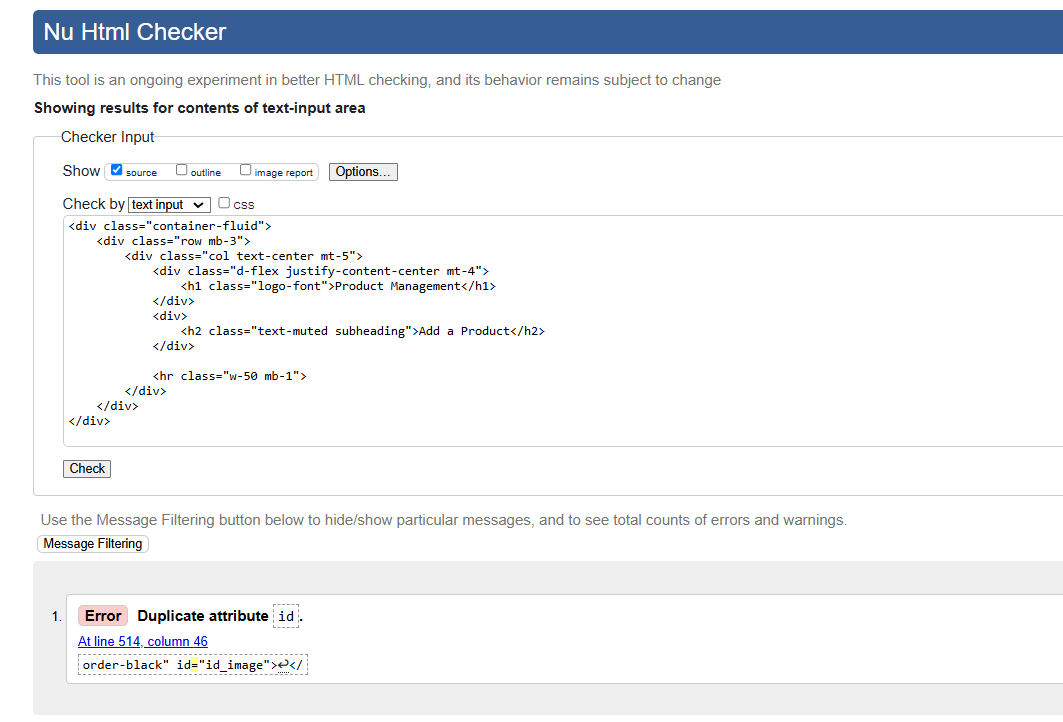 Nu Html Checker
This tool is an ongoing experiment in better HTML checking, and its behavior remains subject to change
Showing results for contents of text-input area
Checker Input
Show source outline image report Options...
Check by text input css
<div class="container-fluid">
    <div class="row mb-3">
        <div class="col text-center mt-5">
            <div class="d-flex justify-content-center mt-4">
                <h1 class="logo-font">Product Management</h1>
            </div>
            <div>
                <h2 class="text-muted subheading">Add a Product</h2>
            </div>
            <hr class="w-50 mb-1">
        </div>
    </div>
</div>
Check
Use the Message Filtering button below to hide/show particular messages, and to see total counts of errors and warnings.
Message Filtering
1. Error Duplicate attribute id.
At line 514, column 46
order-black" id="id_image">↩</